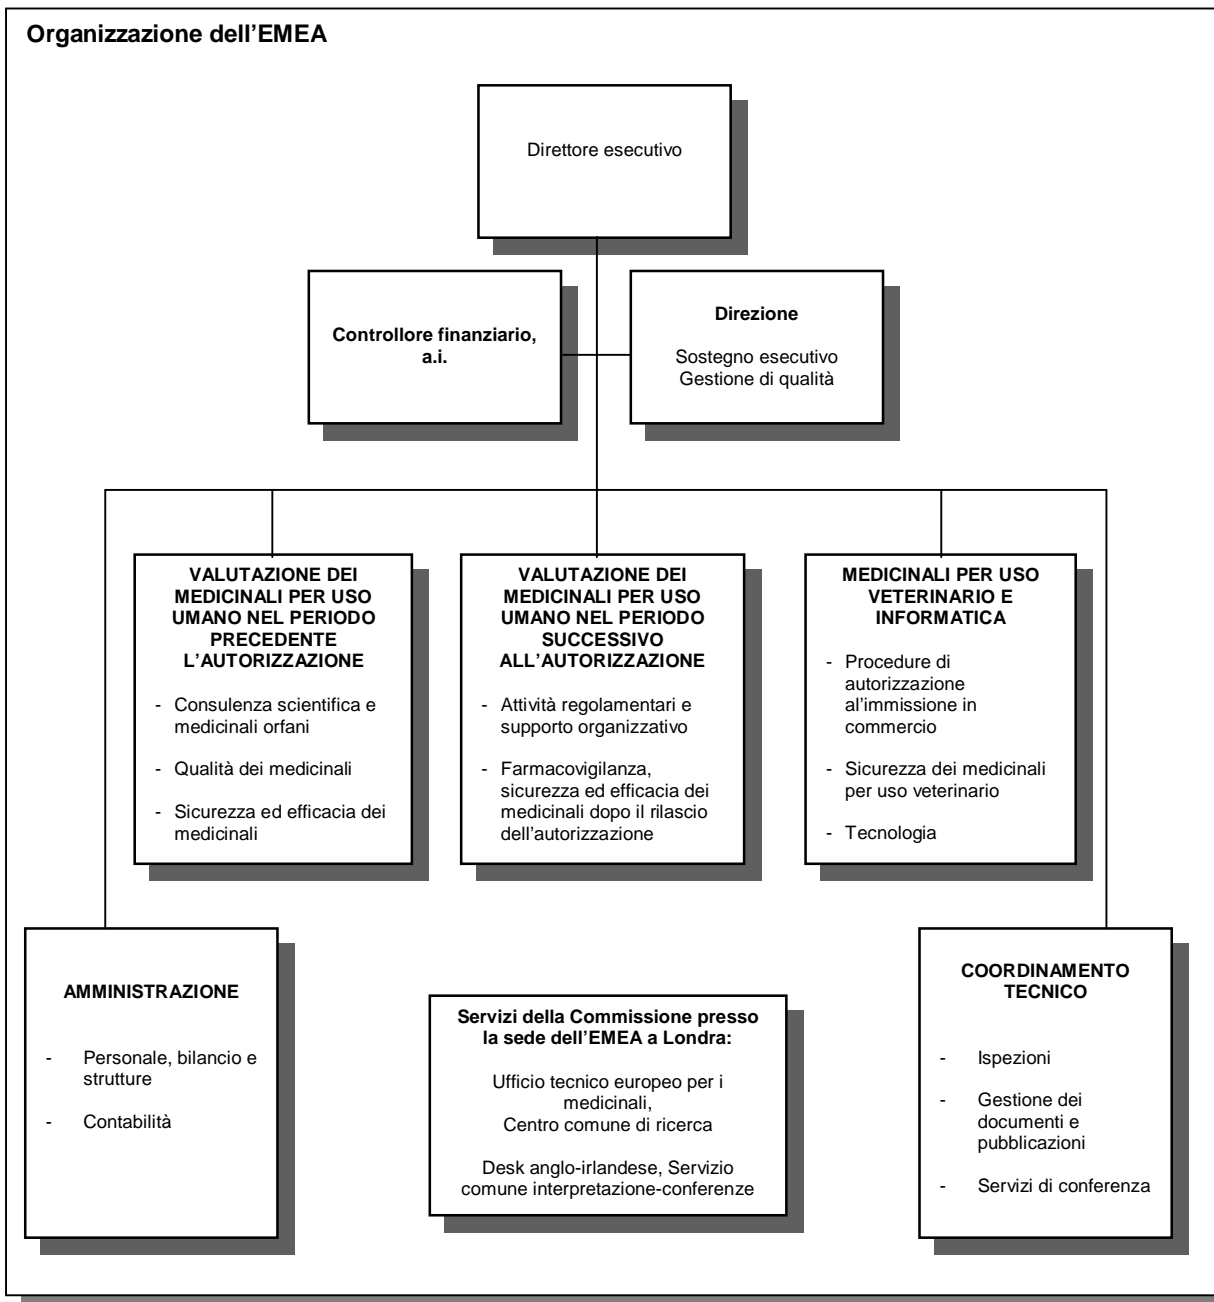 Organizzazione dell’EMEA
Direttore esecutivo
Controllore finanziario,
a.i.
Direzione
Sostegno esecutivo
Gestione di qualità
VALUTAZIONE DEI
MEDICINALI PER USO
UMANO NEL PERIODO
PRECEDENTE
L’AUTORIZZAZIONE
- Consulenza scientifica e
medicinali orfani
- Qualità dei medicinali
- Sicurezza ed efficacia dei
medicinali
VALUTAZIONE DEI
MEDICINALI PER USO
UMANO NEL PERIODO
SUCCESSIVO
ALL’AUTORIZZAZIONE
- Attività regolamentari e
supporto organizzativo
- Farmacovigilanza,
sicurezza ed efficacia dei
medicinali dopo il rilascio
dell’autorizzazione
MEDICINALI PER USO
VETERINARIO E
INFORMATICA
- Procedure di
autorizzazione
al’immissione in
commercio
- Sicurezza dei medicinali
per uso veterinario
- Tecnologia
AMMINISTRAZIONE
- Personale, bilancio e
strutture
- Contabilità
Servizi della Commissione presso
la sede dell’EMEA a Londra:
Ufficio tecnico europeo per i
medicinali,
Centro comune di ricerca
Desk anglo-irlandese, Servizio
comune interpretazione-conferenze
COORDINAMENTO
TECNICO
- Ispezioni
- Gestione dei
documenti e
pubblicazioni
- Servizi di conferenza